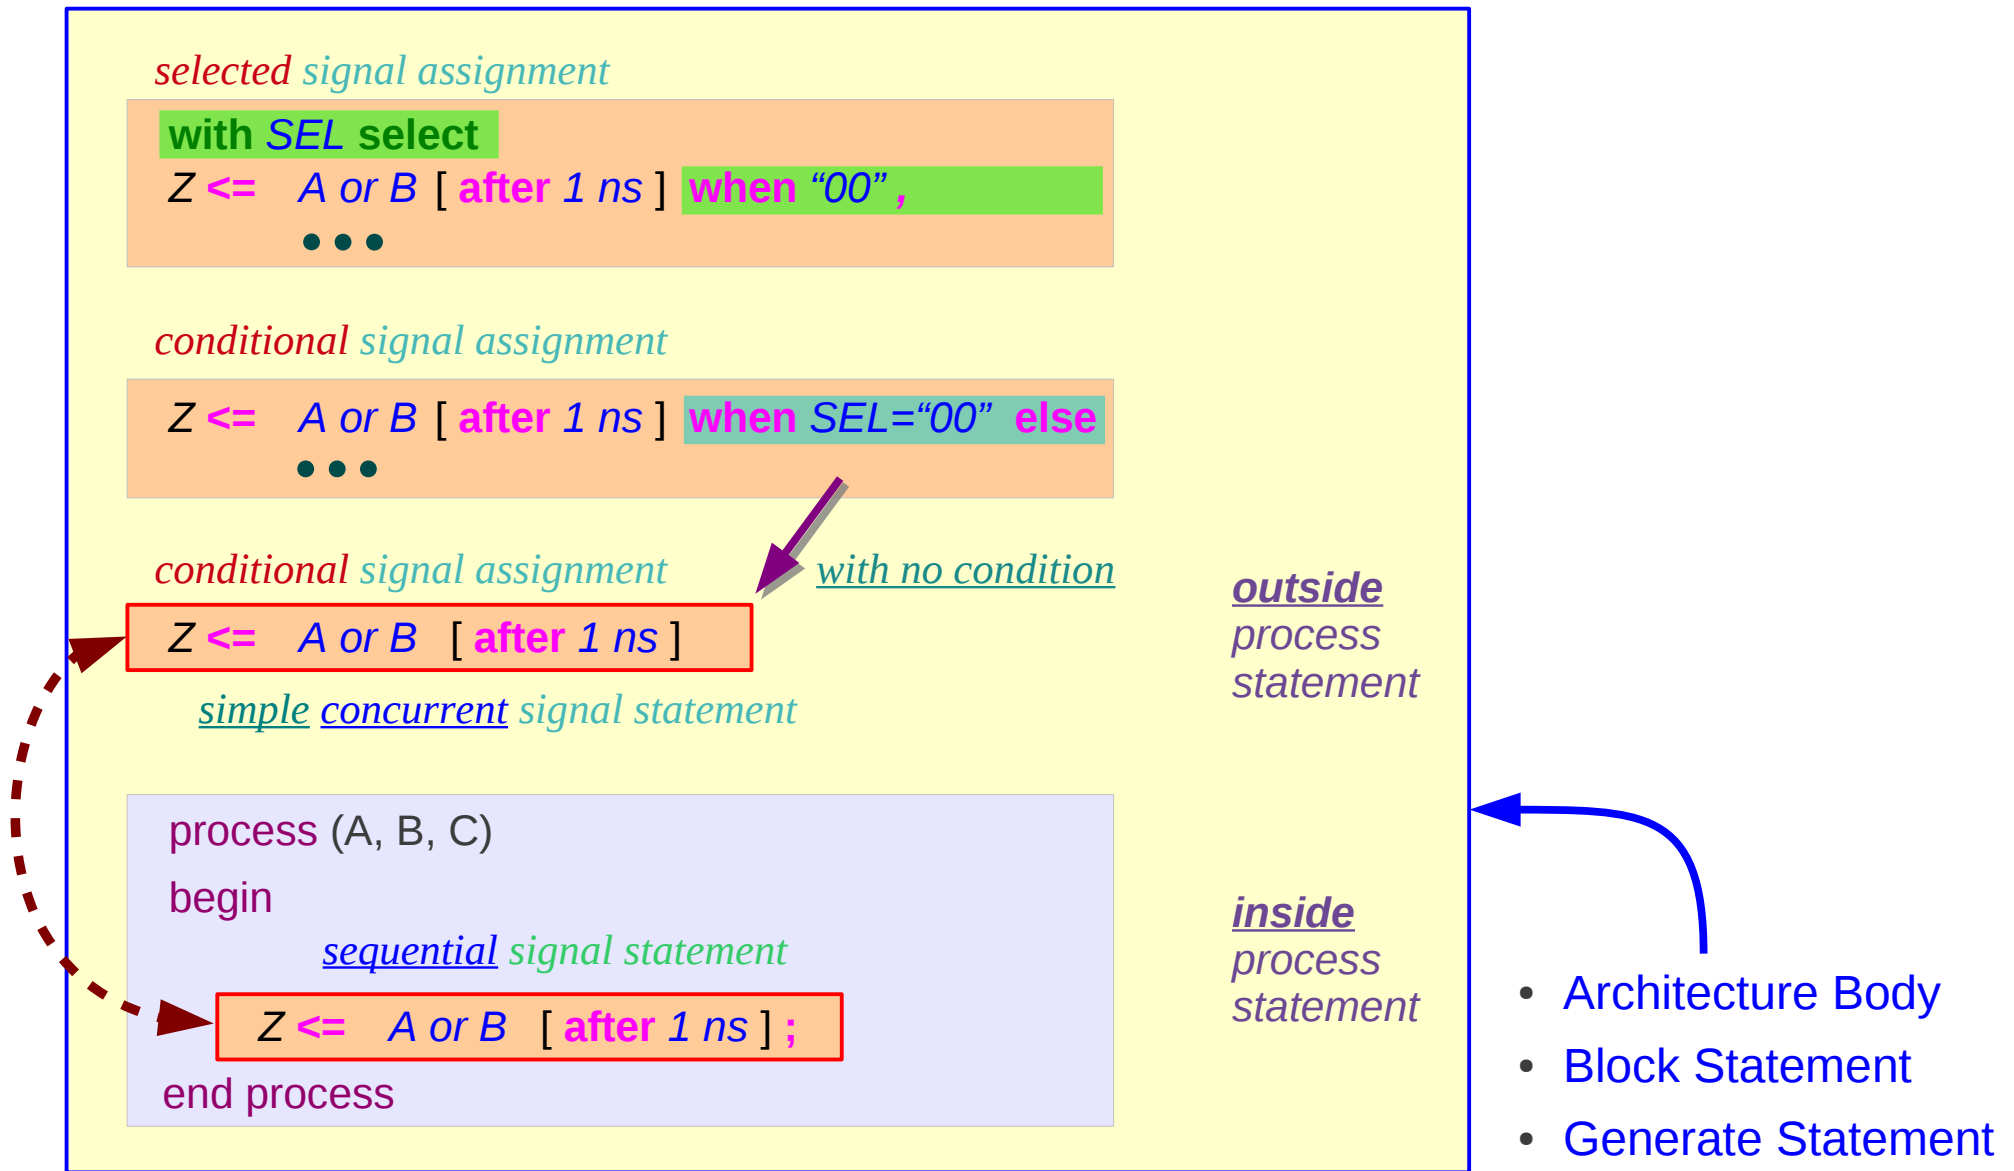 selected signal assignment
with SEL select
Z <= A or B [ after 1 ns ] when “00” ,
conditional signal assignment
Z <= A or B [ after 1 ns ] when SEL=“00” else
conditional signal assignment with no condition
Z <= A or B [ after 1 ns ]
simple concurrent signal statement
outside
process
statement
process (A, B, C)
begin
sequential signal statement
Z <= A or B [ after 1 ns ] ;
end process
inside
process
statement
• Architecture Body
• Block Statement
• Generate Statement